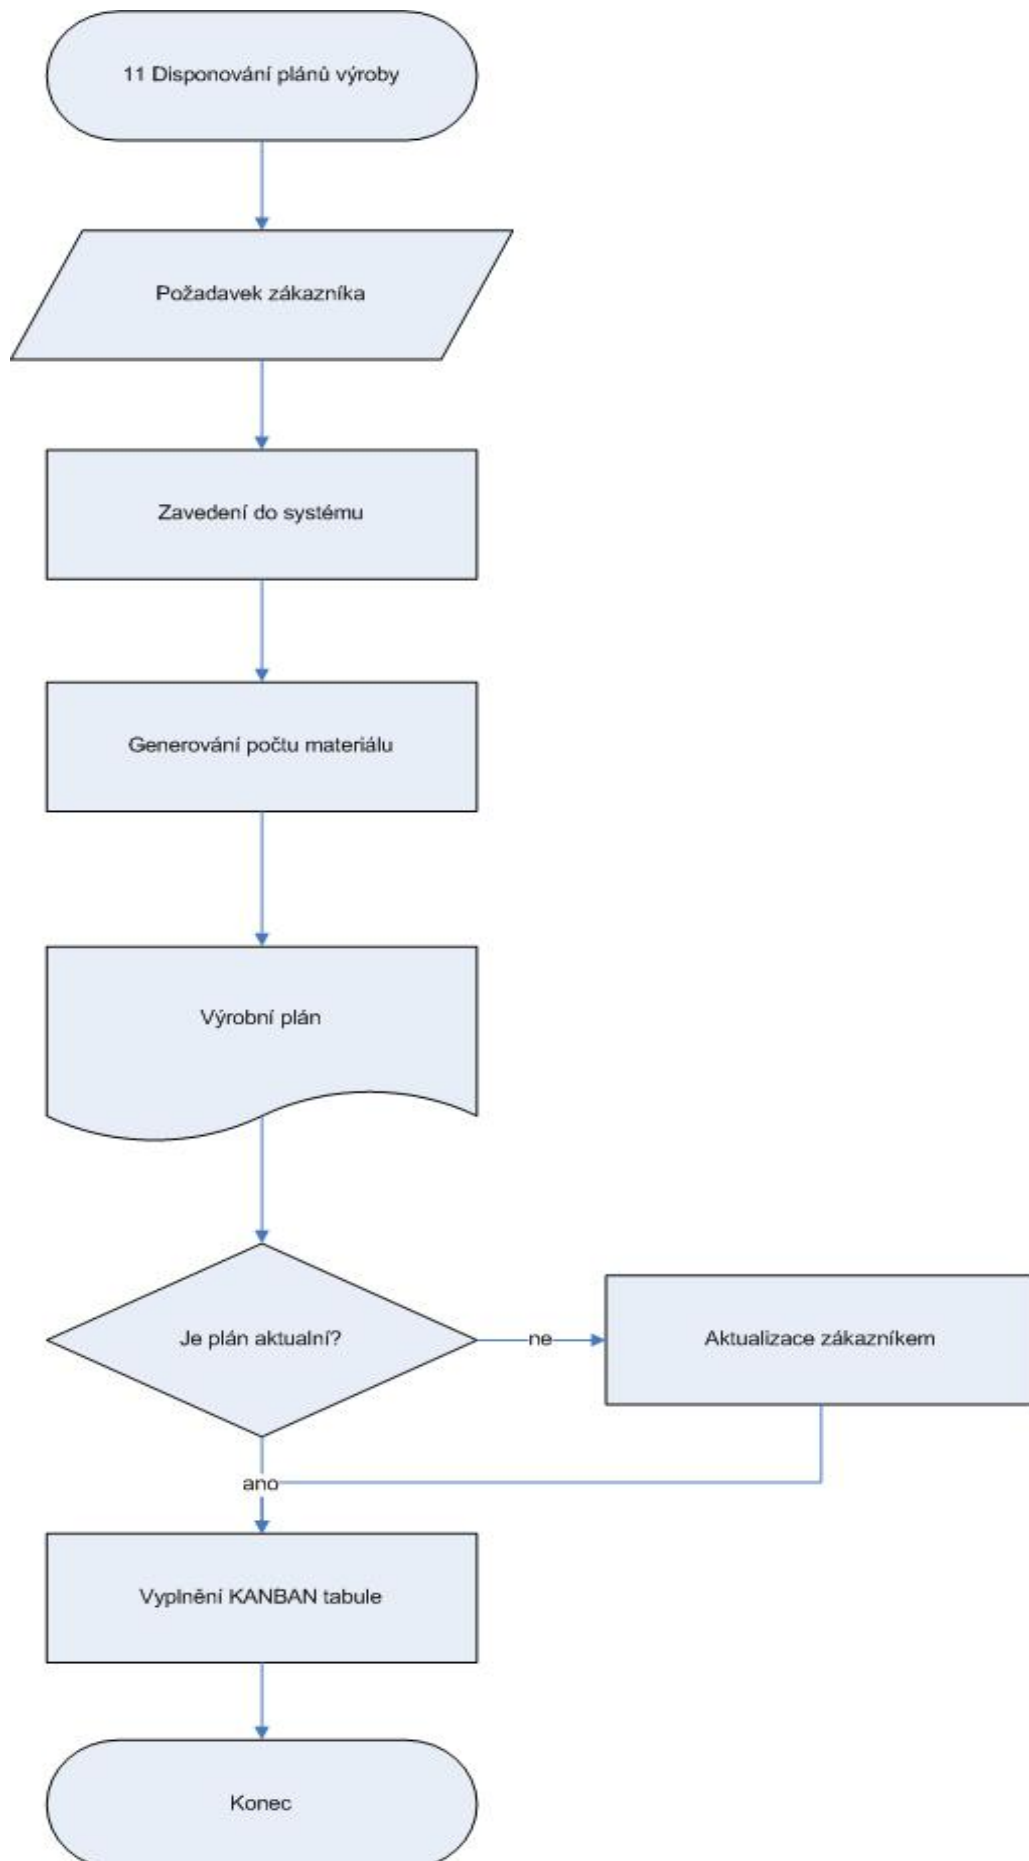 11 Disponování plánů výroby
Požadavek zákazníka
Zavedení do systému
Generování počtu materiálu
Výrobní plán
Je plán aktualní?
ne
Aktualizace zákazníkem
ano
Vyplnění KANBAN tabule
Konec